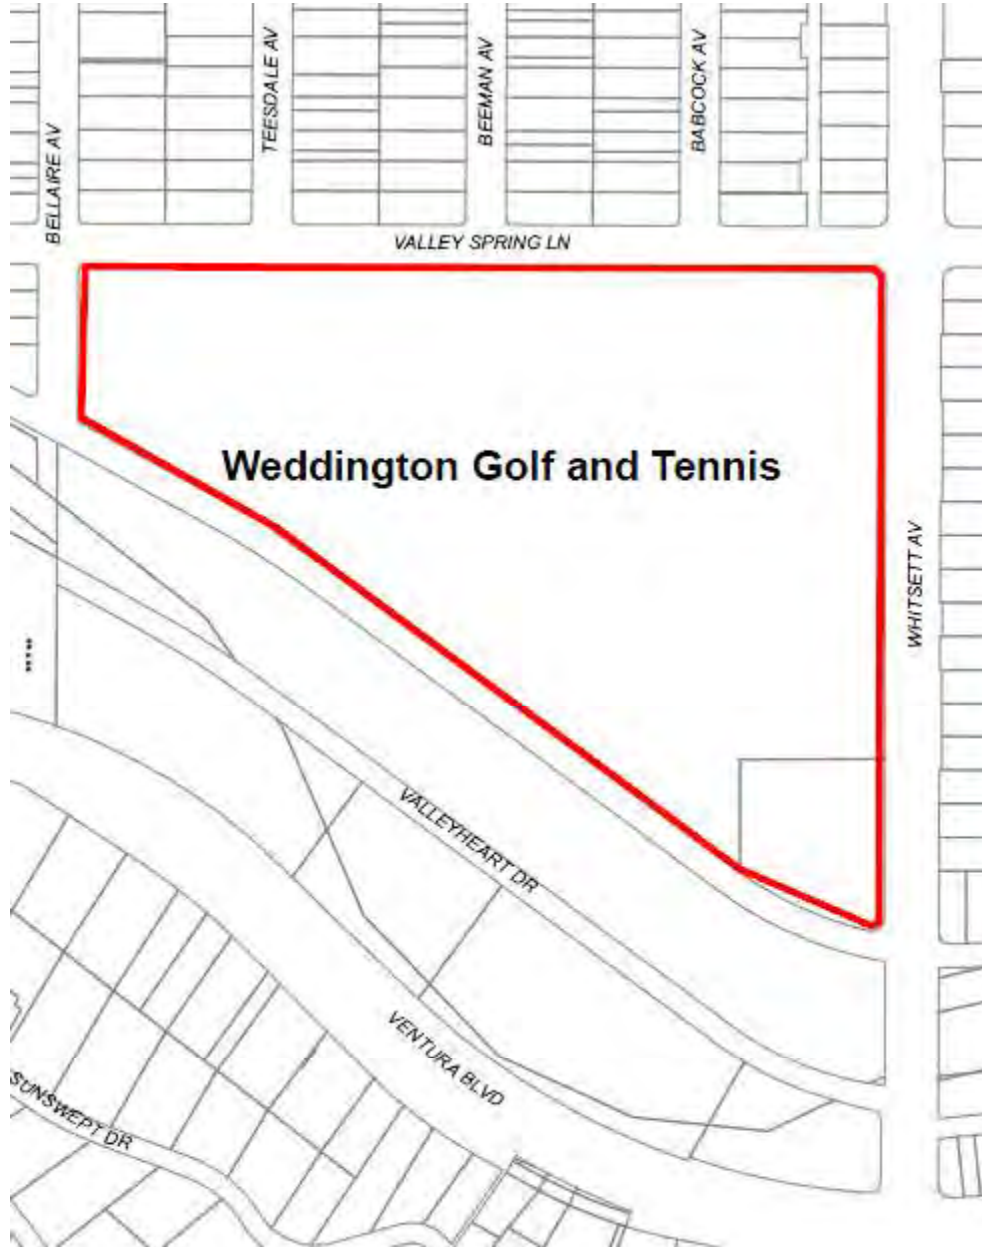 TEESDALE AV
BEEMAN AV
BABCOCK AV
BELLAIRE AV
VALLEY SPRING LN
Weddington Golf and Tennis
WHITSETT AV
VALLEYHEART DR
VENTURA BLVD
SUNSWEPT DR